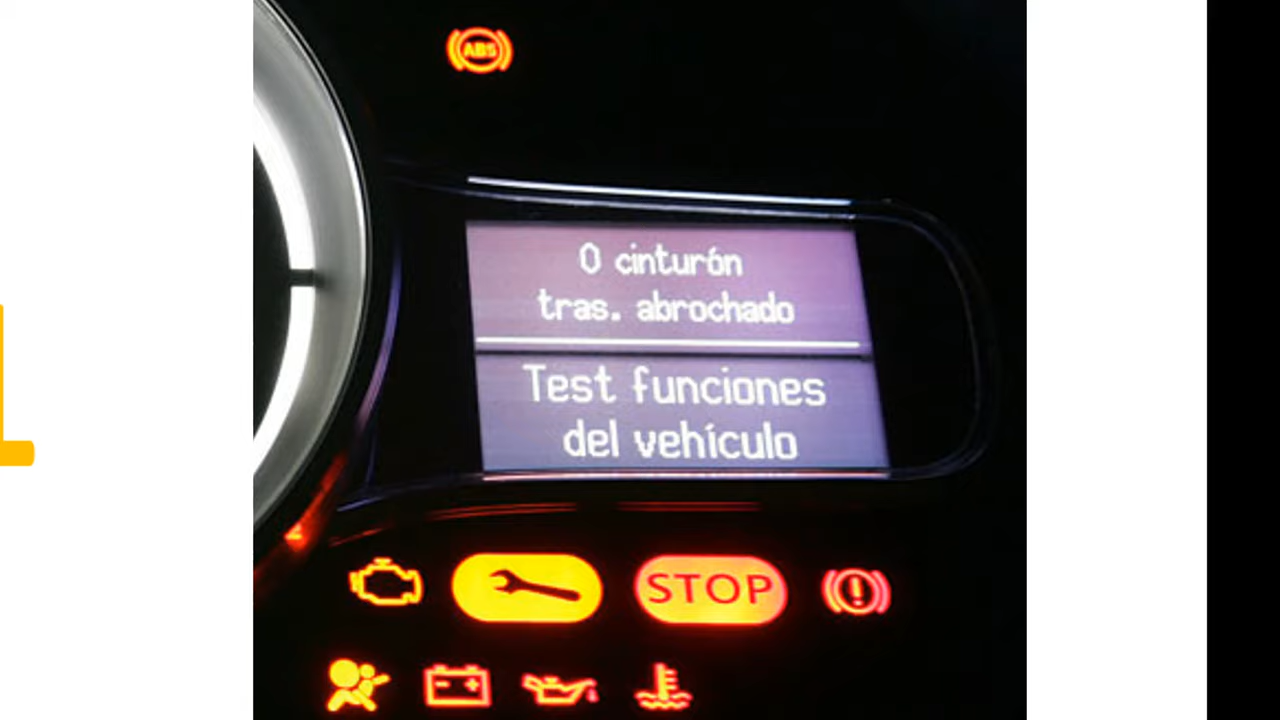 ABS
0 cinturón
tras. abrochado
Test funciones
del vehículo
STOP